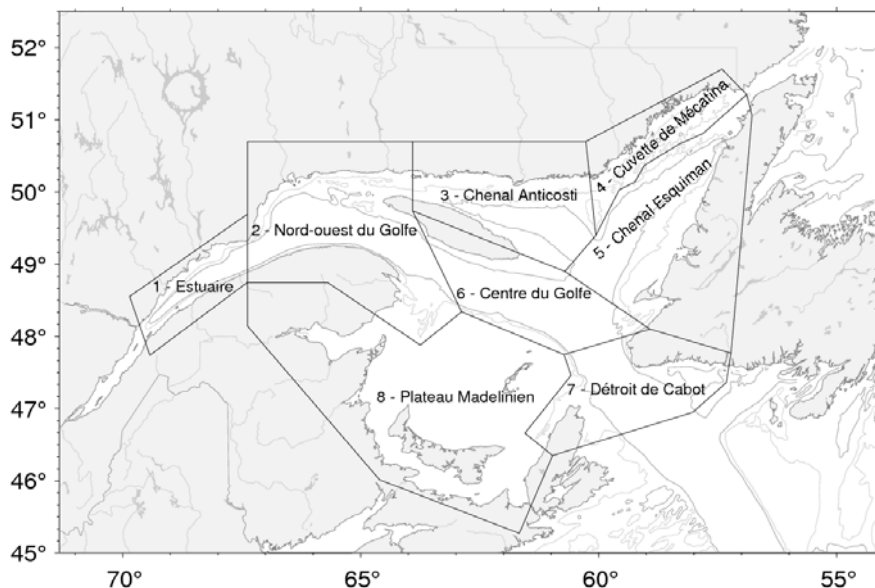 52°
51°
50°
49°
48°
47°
46°
45°
4 - Cuvette de Mécatina
3 - Chenal Anticosti
5 - Chenal Esquiman
2 - Nord-ouest du Golfe
1 - Estuaire
6 - Centre du Golfe
8 - Plateau Madelinien
7 - Détroit de Cabot
70°
65°
60°
55°